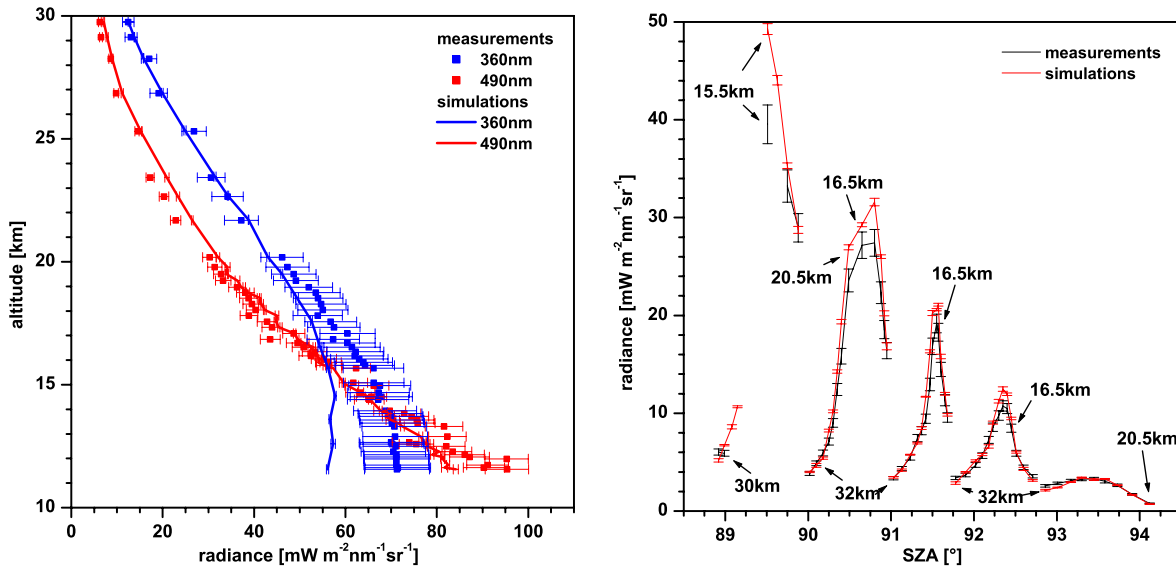 30
25
20
15
10
altitude [km]
0
20
40
60
80
100
radiance [mW m⁻²nm⁻¹sr⁻¹]
measurements
360nm
490nm
simulations
360nm
490nm
50
40
30
20
10
0
radiance [mW m⁻²nm⁻¹sr⁻¹]
89
90
91
92
93
94
SZA [°]
measurements
simulations
15.5km
16.5km
20.5km
16.5km
16.5km
20.5km
30km
32km
32km